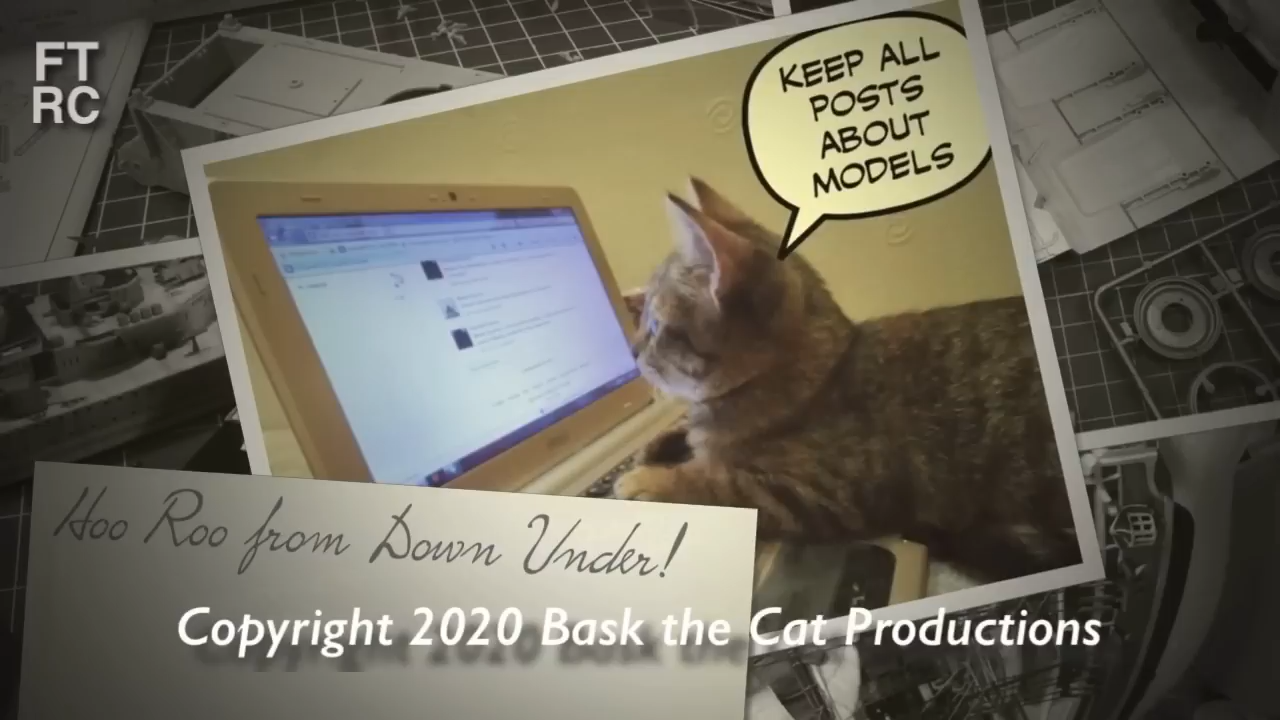 FT
RC
KEEP ALL
POSTS
ABOUT
MODELS
Hoo Roo from Down Under!
Copyright 2020 Bask the Cat Productions